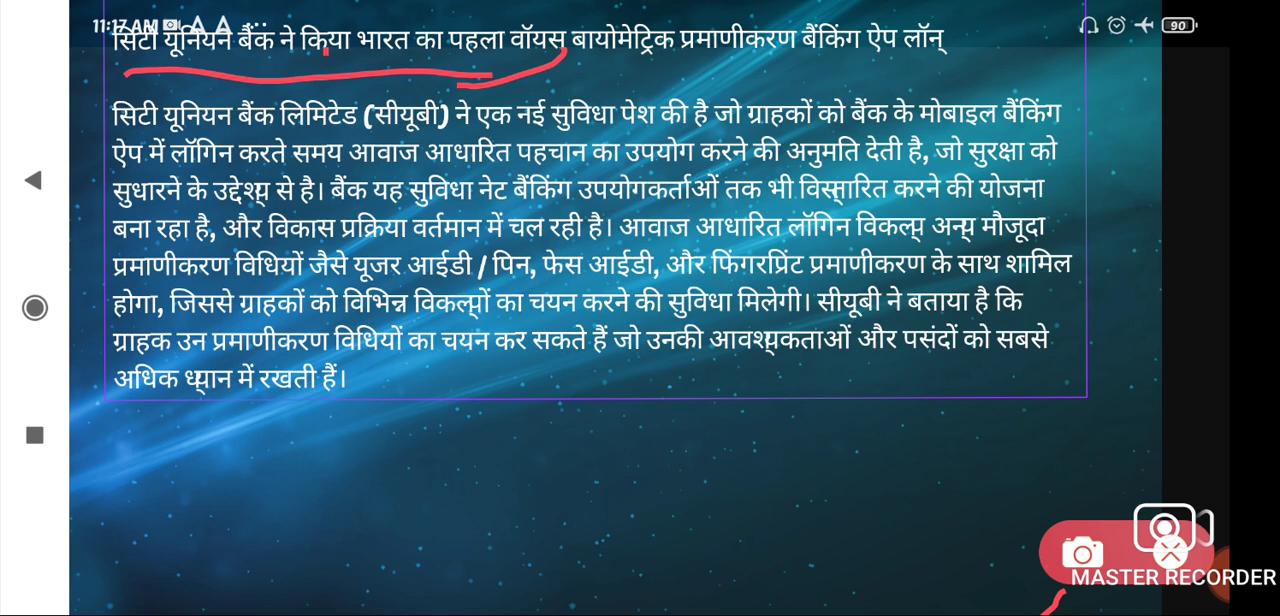 11:17 AM
90
सिटी यूनियन बैंक ने किया भारत का पहला वॉयस बायोमेट्रिक प्रमाणीकरण बैंकिंग ऐप लॉन्
सिटी यूनियन बैंक लिमिटेड (सीयूबी) ने एक नई सुविधा पेश की है जो ग्राहकों को बैंक के मोबाइल बैंकिंग
ऐप में लॉगिन करते समय आवाज आधारित पहचान का उपयोग करने की अनुमति देती है, जो सुरक्षा को
सुधारने के उद्देश्य से है। बैंक यह सुविधा नेट बैंकिंग उपयोगकर्ताओं तक भी विस्तारित करने की योजना
बना रहा है, और विकास प्रक्रिया वर्तमान में चल रही है। आवाज आधारित लॉगिन विकल्प अन्य मौजूदा
प्रमाणीकरण विधियों जैसे यूजर आईडी / पिन, फेस आईडी, और फिंगरप्रिंट प्रमाणीकरण के साथ शामिल
होगा, जिससे ग्राहकों को विभिन्न विकल्पों का चयन करने की सुविधा मिलेगी। सीयूबी ने बताया है कि
ग्राहक उन प्रमाणीकरण विधियों का चयन कर सकते हैं जो उनकी आवश्यकताओं और पसंदों को सबसे
अधिक ध्यान में रखती हैं।
MASTER RECORDER